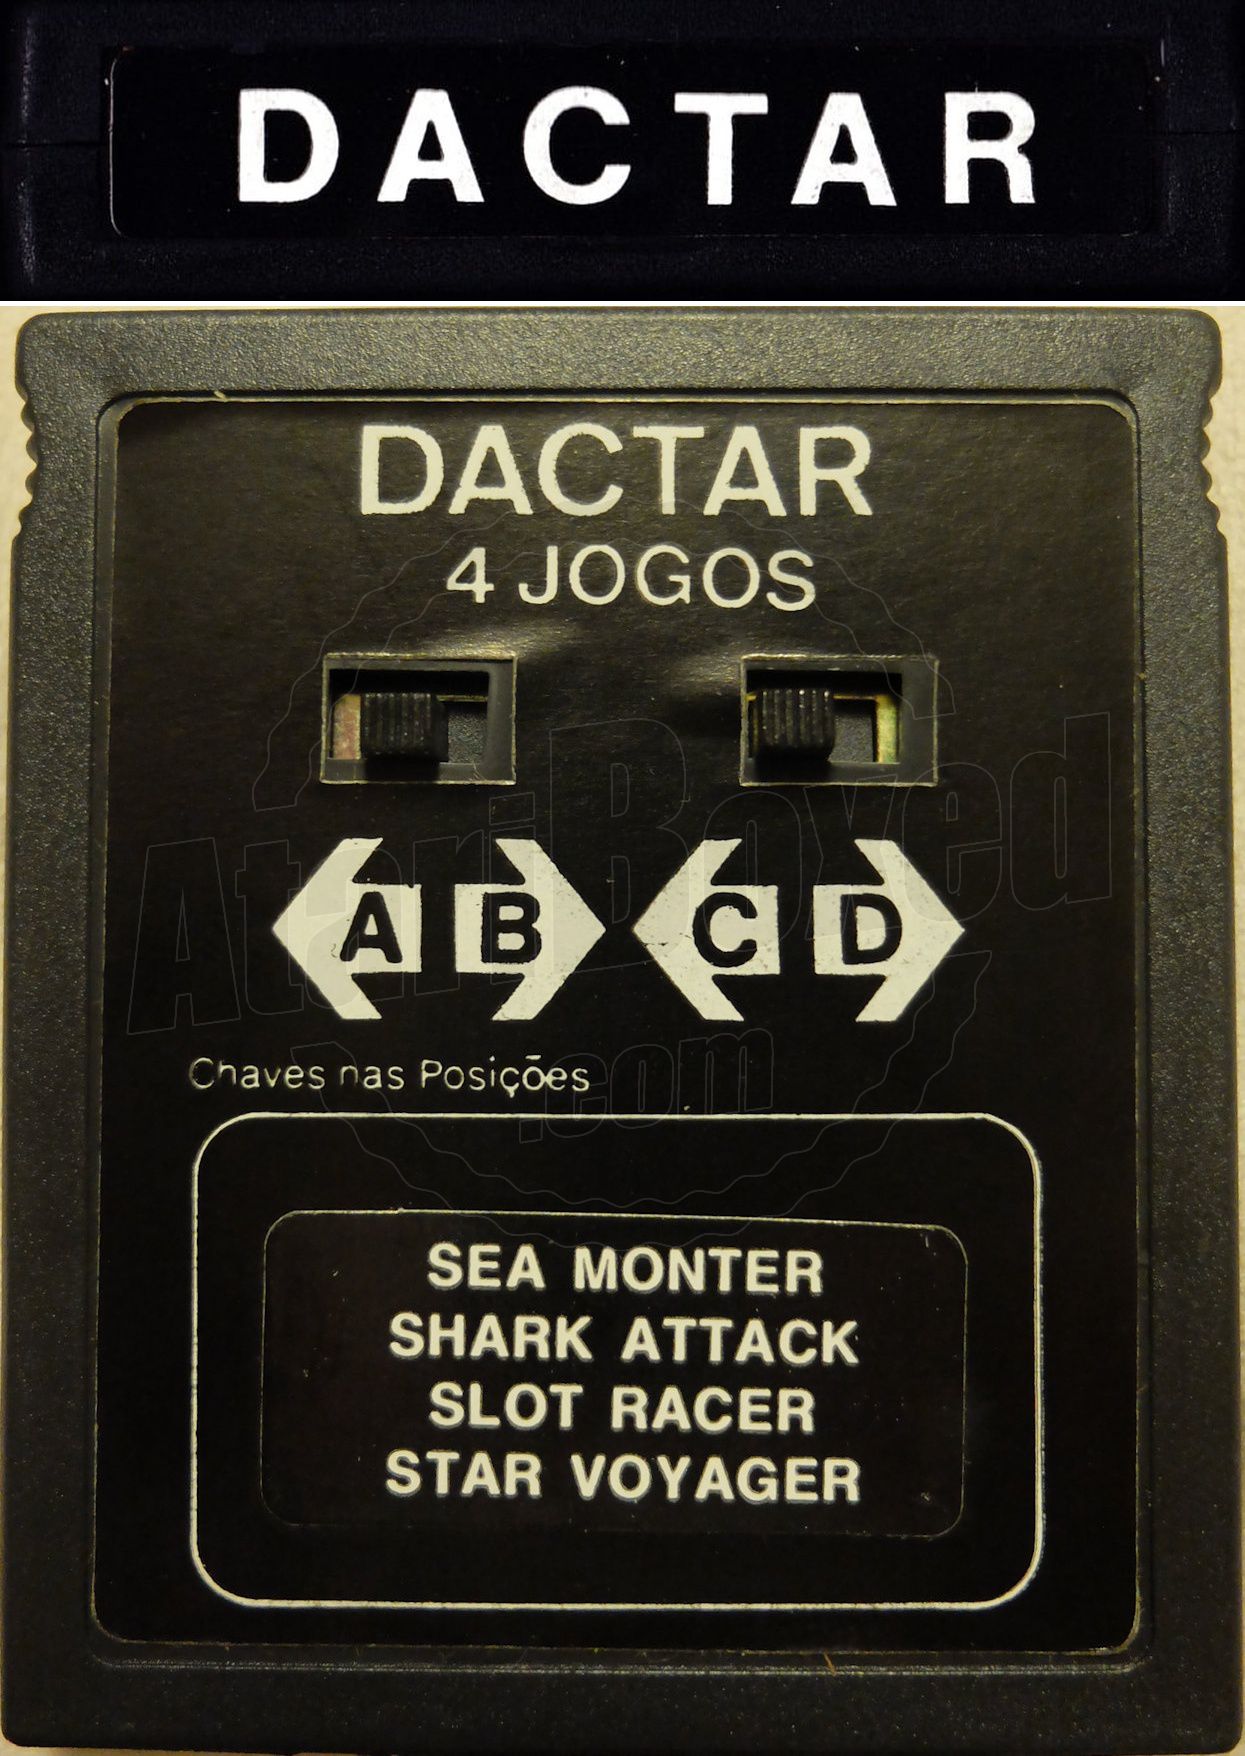 DACTAR
DACTAR
4 JOGOS
A B C D
Chaves nas Posições
SEA MONTER
SHARK ATTACK
SLOT RACER
STAR VOYAGER
AtariBoxed
.com